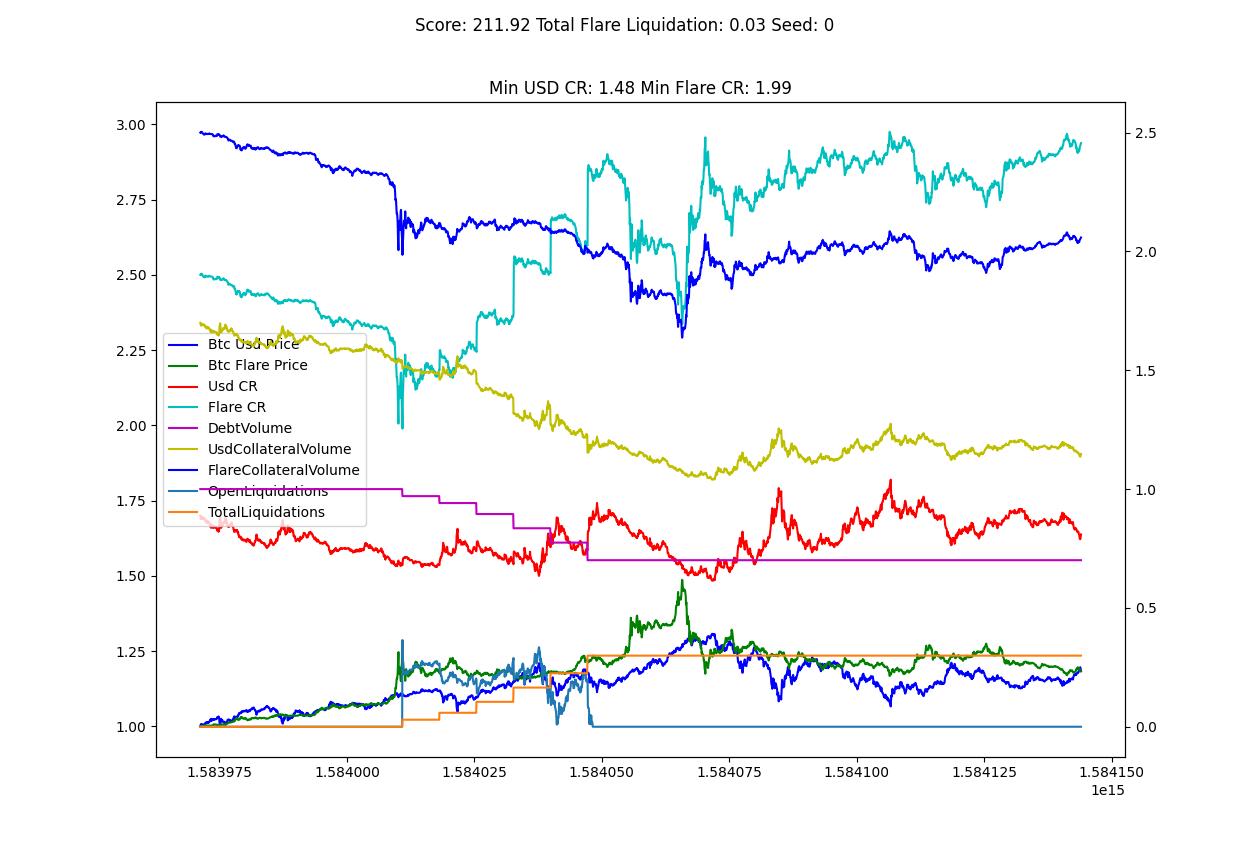 Score: 211.92 Total Flare Liquidation: 0.03 Seed: 0
Min USD CR: 1.48 Min Flare CR: 1.99
3.00
2.75
2.50
2.25
2.00
1.75
1.50
1.25
1.00
2.5
2.0
1.5
1.0
0.5
0.0
Btc Usd Price
Btc Flare Price
Usd CR
Flare CR
DebtVolume
UsdCollateralVolume
FlareCollateralVolume
OpenLiquidations
TotalLiquidations
1.583975 1.584000 1.584025 1.584050 1.584075 1.584100 1.584125 1.584150
1e15